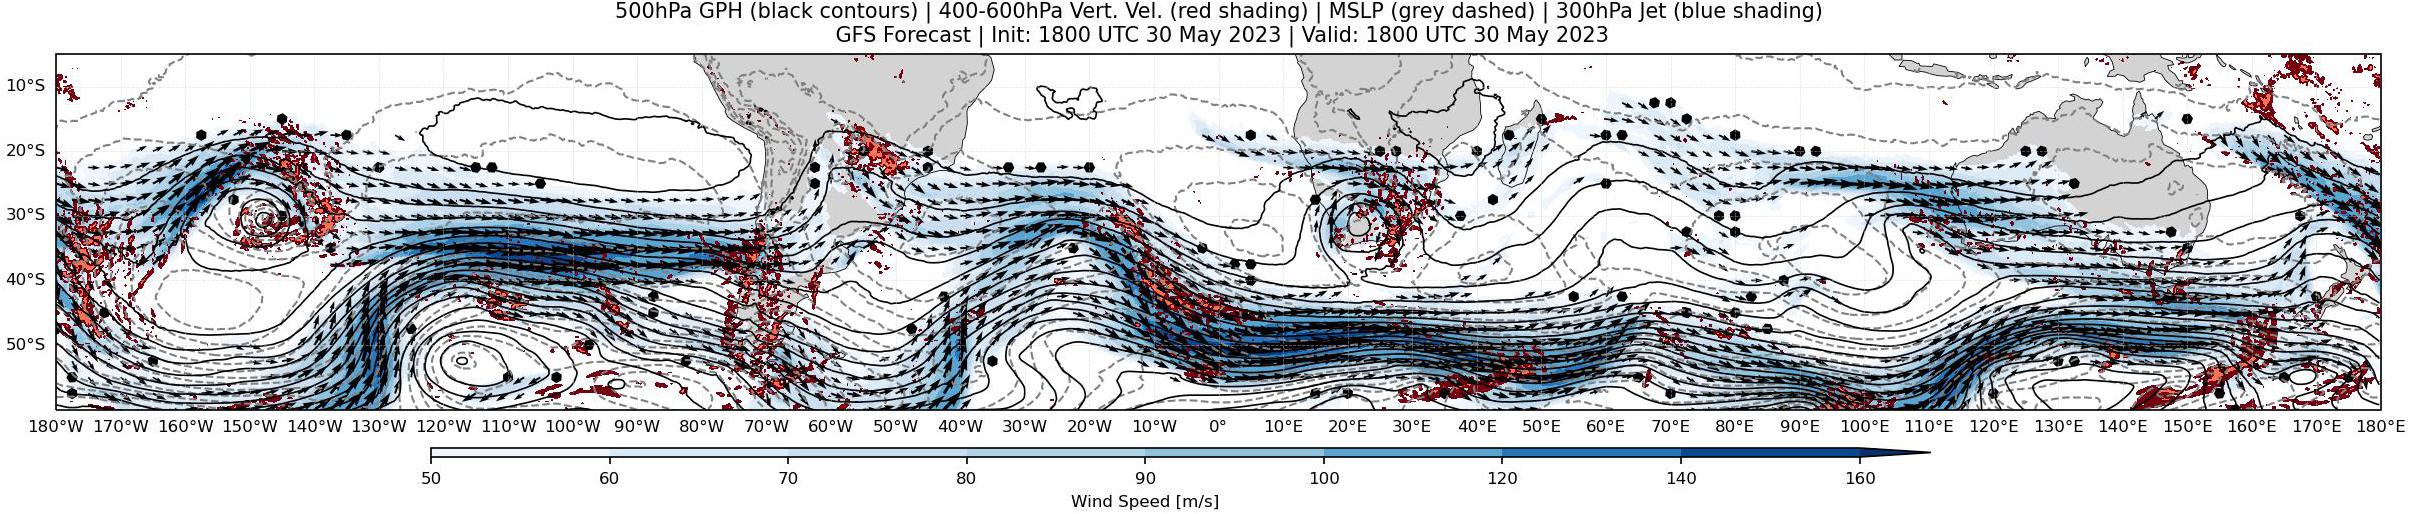 500hPa GPH (black contours) | 400-600hPa Vert. Vel. (red shading) | MSLP (grey dashed) | 300hPa Jet (blue shading)
GFS Forecast | Init: 1800 UTC 30 May 2023 | Valid: 1800 UTC 30 May 2023
10°S
20°S
30°S
40°S
50°S
180°W 170°W 160°W 150°W 140°W 130°W 120°W 110°W 100°W 90°W 80°W 70°W 60°W 50°W 40°W 30°W 20°W 10°W 0° 10°E 20°E 30°E 40°E 50°E 60°E 70°E 80°E 90°E 100°E 110°E 120°E 130°E 140°E 150°E 160°E 170°E 180°E
50 60 70 80 90 100 120 140 160
Wind Speed [m/s]